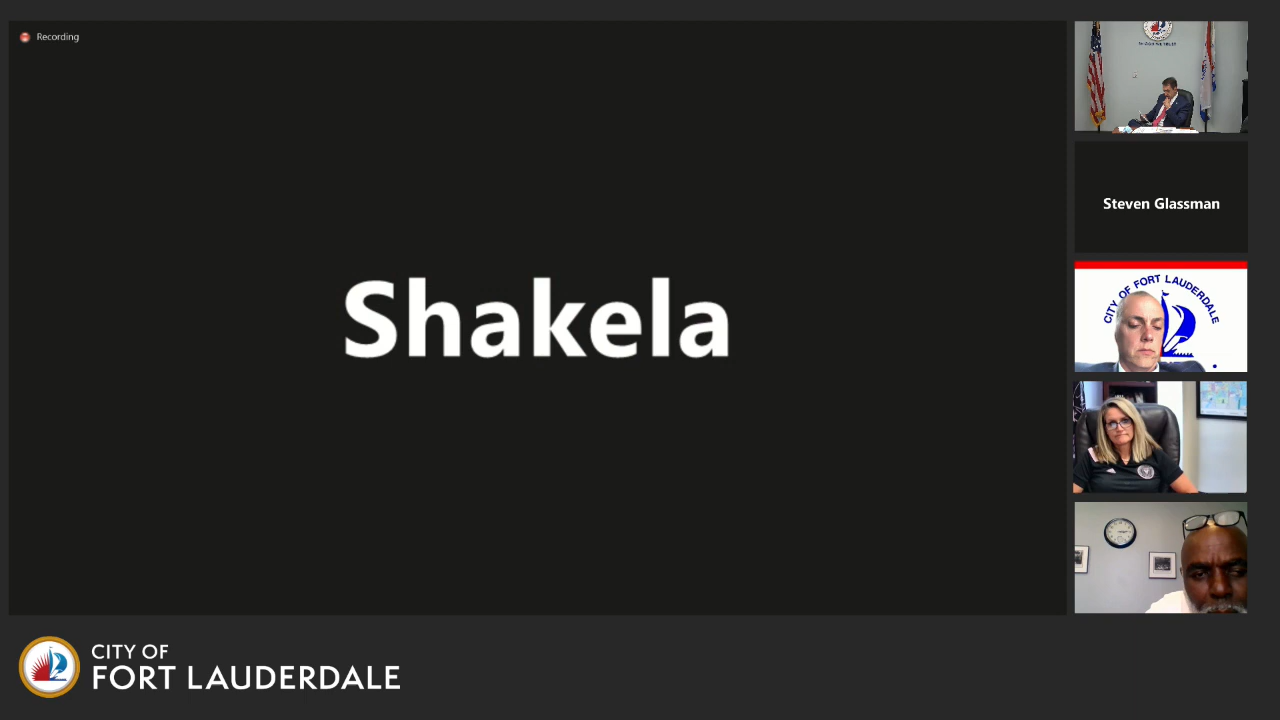 Recording
Shakela
Steven Glassman
CITY OF FORT LAUDERDALE
CITY OF
FORT LAUDERDALE